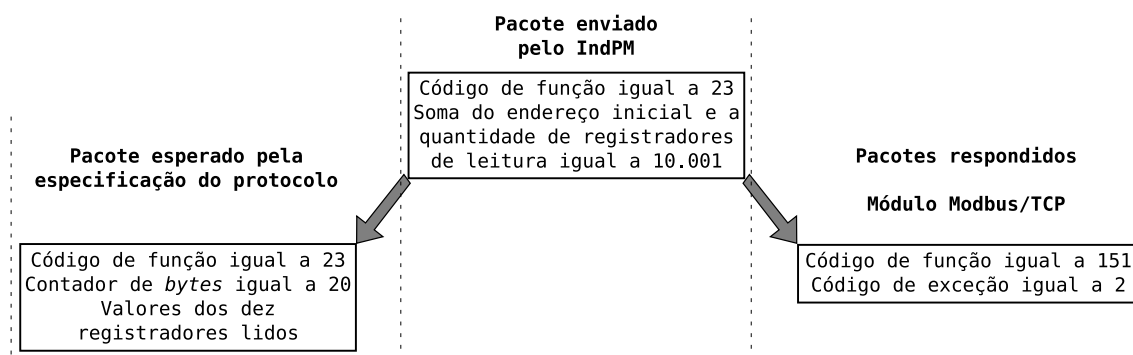 Pacote enviado
pelo IndPM
Código de função igual a 23
Soma do endereço inicial e a
quantidade de registradores
de leitura igual a 10.001
Pacote esperado pela
especificação do protocolo
Código de função igual a 23
Contador de bytes igual a 20
Valores dos dez
registradores lidos
Pacotes respondidos
Módulo Modbus/TCP
Código de função igual a 151
Código de exceção igual a 2